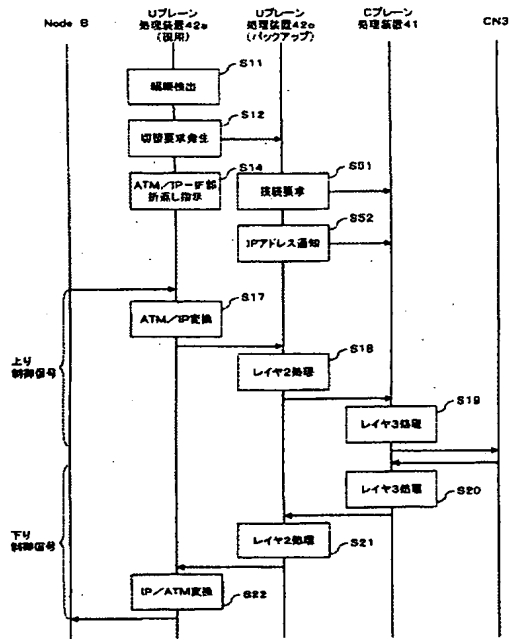 Node B
Uプレーン
処理装置42a
(現用)
Uプレーン
処理装置42c
(バックアップ)
Cプレーン
処理装置41
CN3
S11
S12
切替要求発生
S14
ATM/IP-IF部
折返し指示
S01
接続要求
S52
IPアドレス通知
S17
ATM/IP変換
上り
制御信号
S18
レイヤ2処理
S19
レイヤ3処理
レイヤ3処理
S20
下り
制御信号
レイヤ2処理
S21
IP/ATM変換
S22